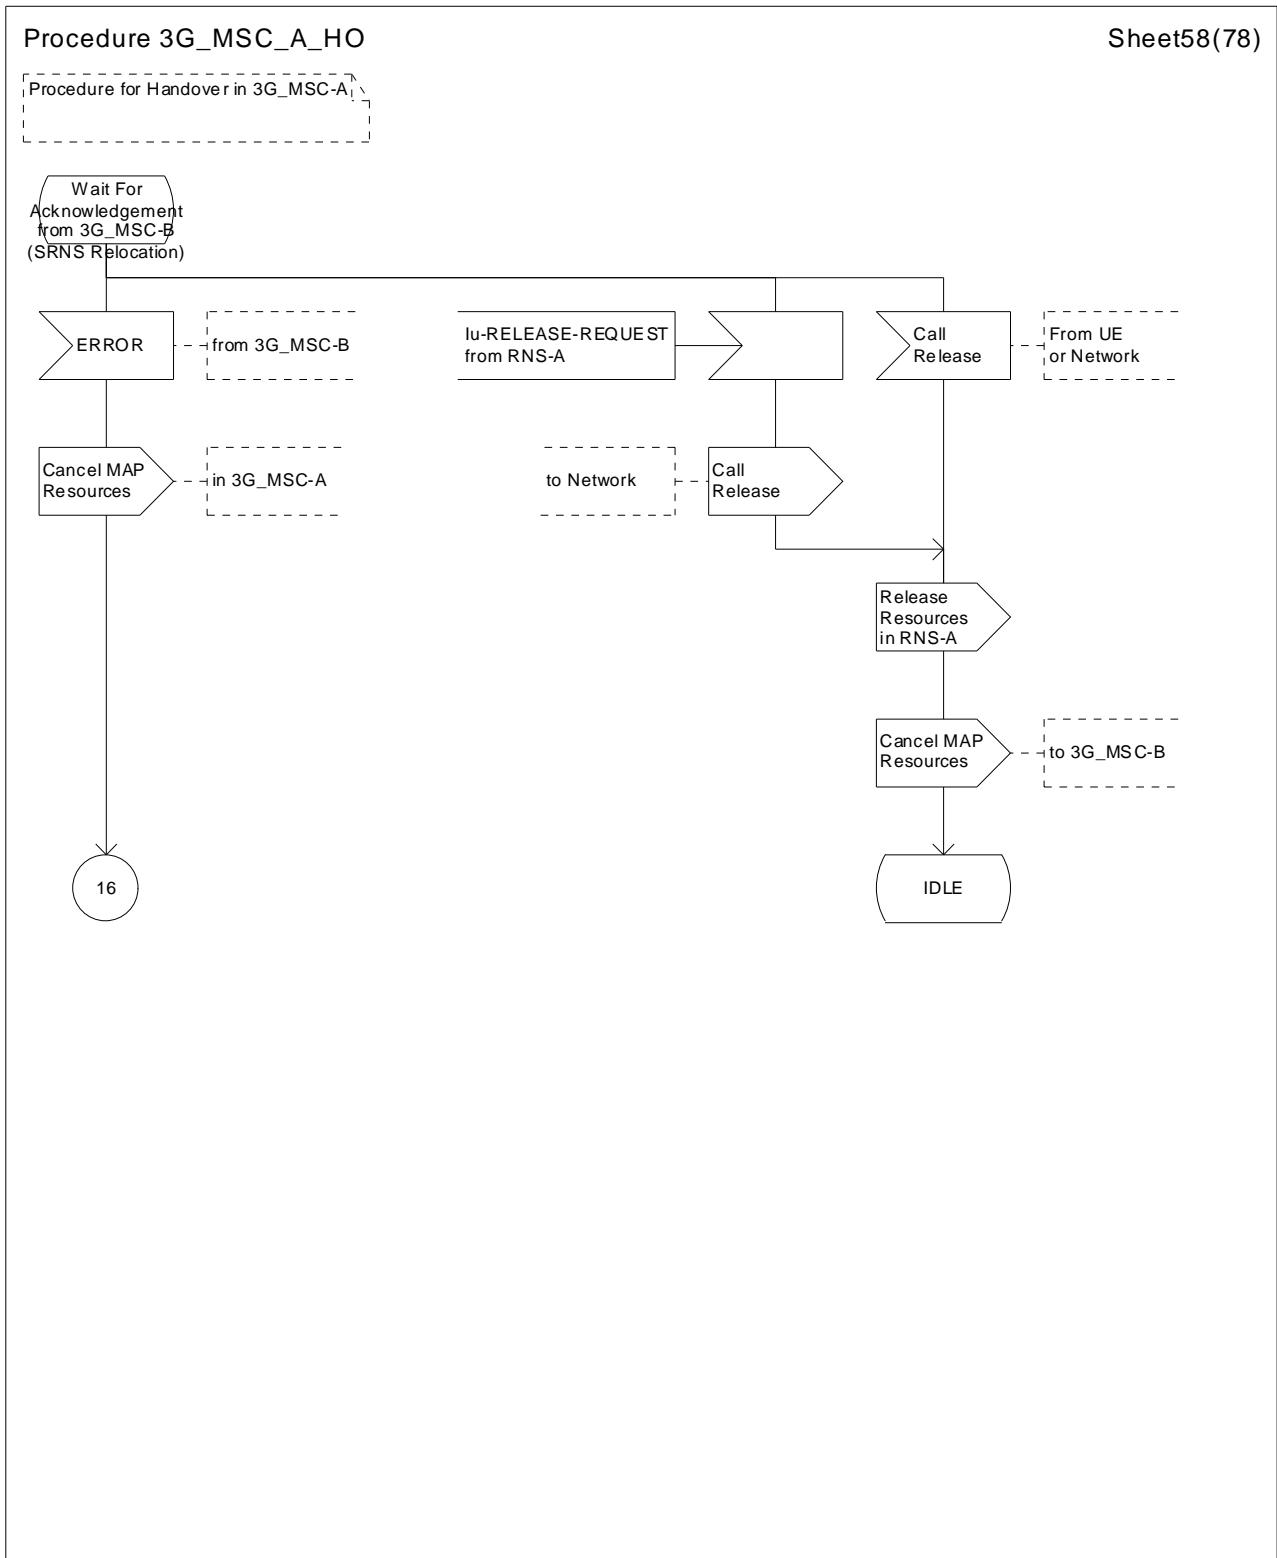 Procedure 3G_MSC_A_HO
Sheet58(78)
Procedure for Handover in 3G_MSC-A
Wait For
Acknowledgement
from 3G_MSC-B
(SRNS Relocation)
ERROR
from 3G_MSC-B
Iu-RELEASE-REQUEST
from RNS-A
Call
Release
From UE
or Network
Cancel MAP
Resources
in 3G_MSC-A
to Network
Call
Release
Release
Resources
in RNS-A
Cancel MAP
Resources
to 3G_MSC-B
16
IDLE